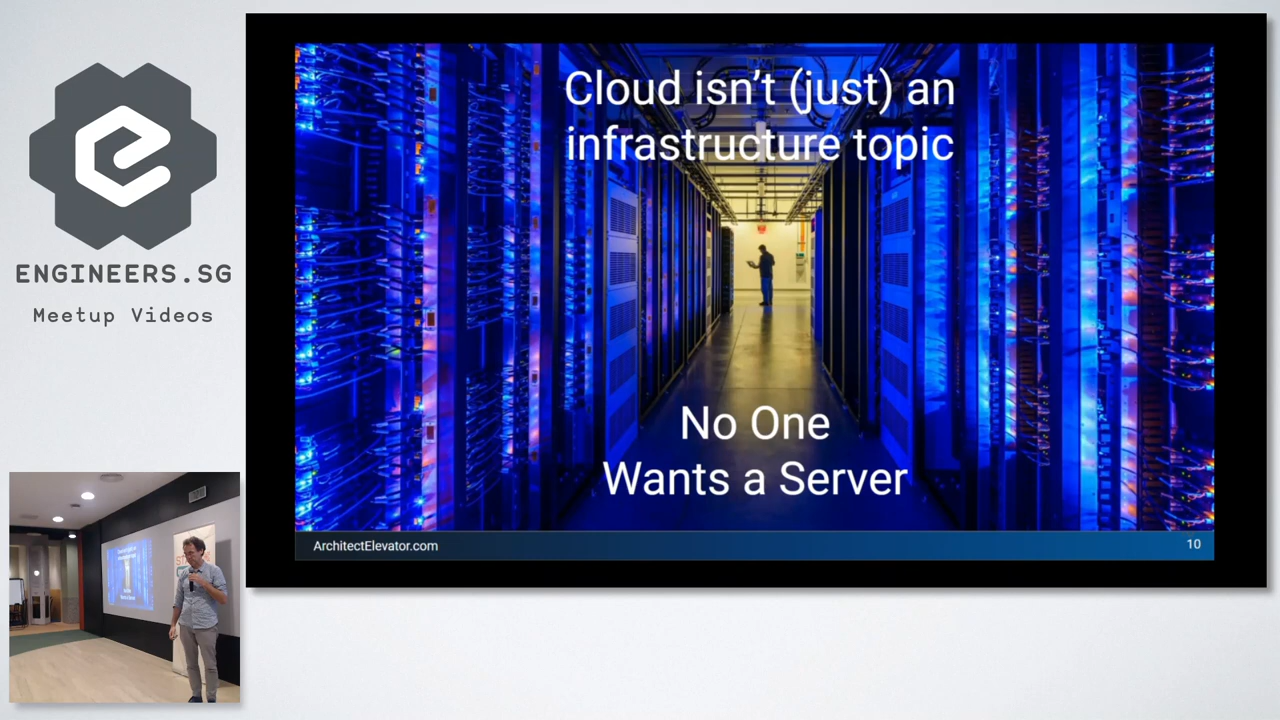 ENGINEERS.SG
Meetup Videos
Cloud isn't (just) an
infrastructure topic
No One
Wants a Server
ArchitectElevator.com
10